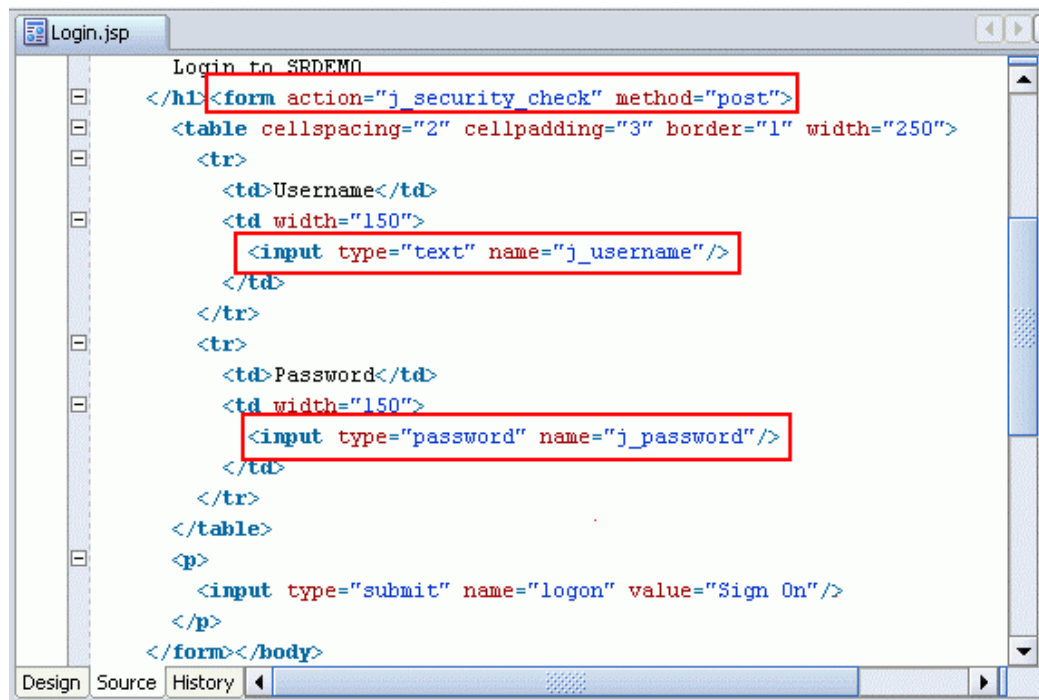 Login.jsp
Login to SRDEMO
</h1><form action="j_security_check" method="post">
<table cellspacing="2" cellpadding="3" border="1" width="250">
<tr>
<td>Username</td>
<td width="150">
<input type="text" name="j_username"/>
</td>
</tr>
<tr>
<td>Password</td>
<td width="150">
<input type="password" name="j_password"/>
</td>
</tr>
</table>
<p>
<input type="submit" name="logon" value="Sign On"/>
</p>
</form></body>
Design Source History